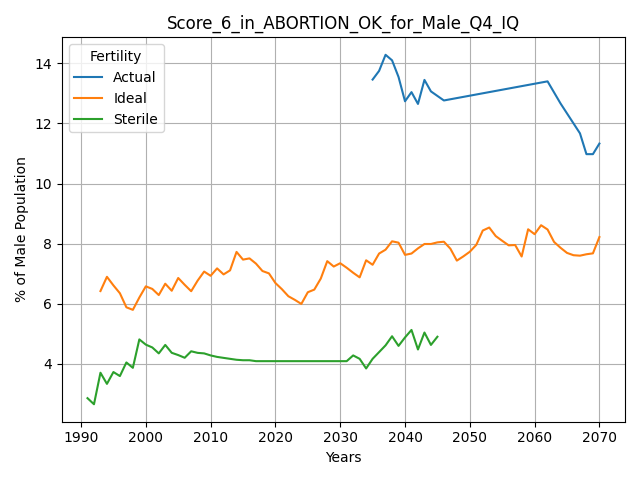 Score_6_in_ABORTION_OK_for_Male_Q4_IQ
Fertility
Actual
Ideal
Sterile
% of Male Population
14
12
10
8
6
4
1990 2000 2010 2020 2030 2040 2050 2060 2070
Years